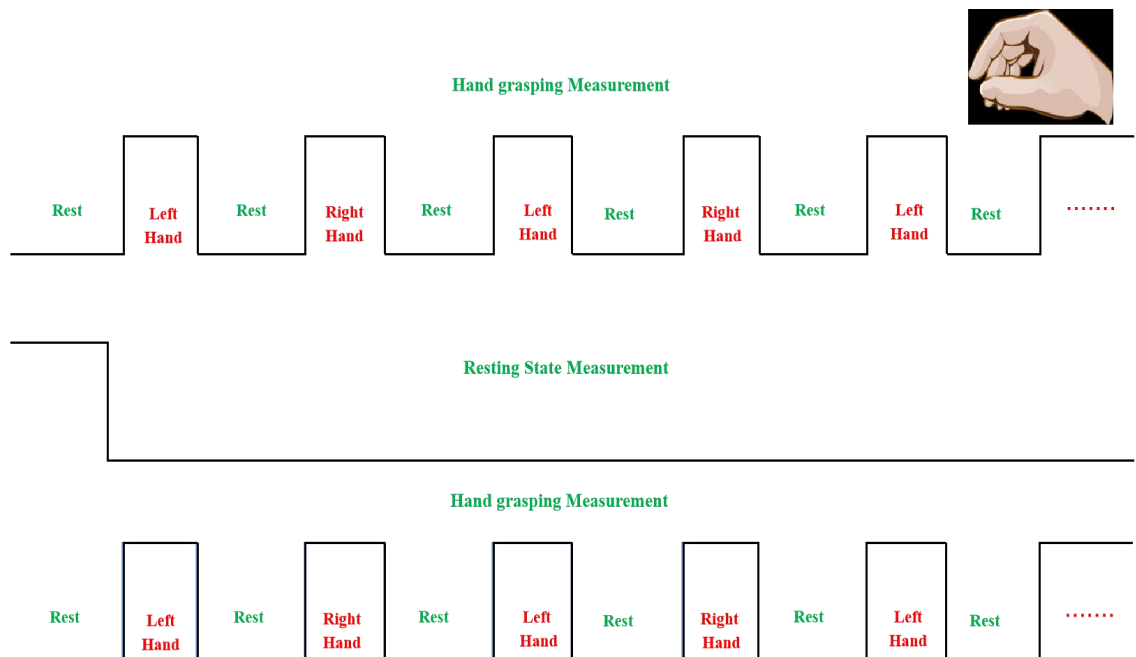 Hand grasping Measurement
Rest
Left
Hand
Rest
Right
Hand
Rest
Left
Hand
Rest
Right
Hand
Rest
Left
Hand
Rest
.......
Resting State Measurement
Hand grasping Measurement
Rest
Left
Hand
Rest
Right
Hand
Rest
Left
Hand
Rest
Right
Hand
Rest
Left
Hand
Rest
.......